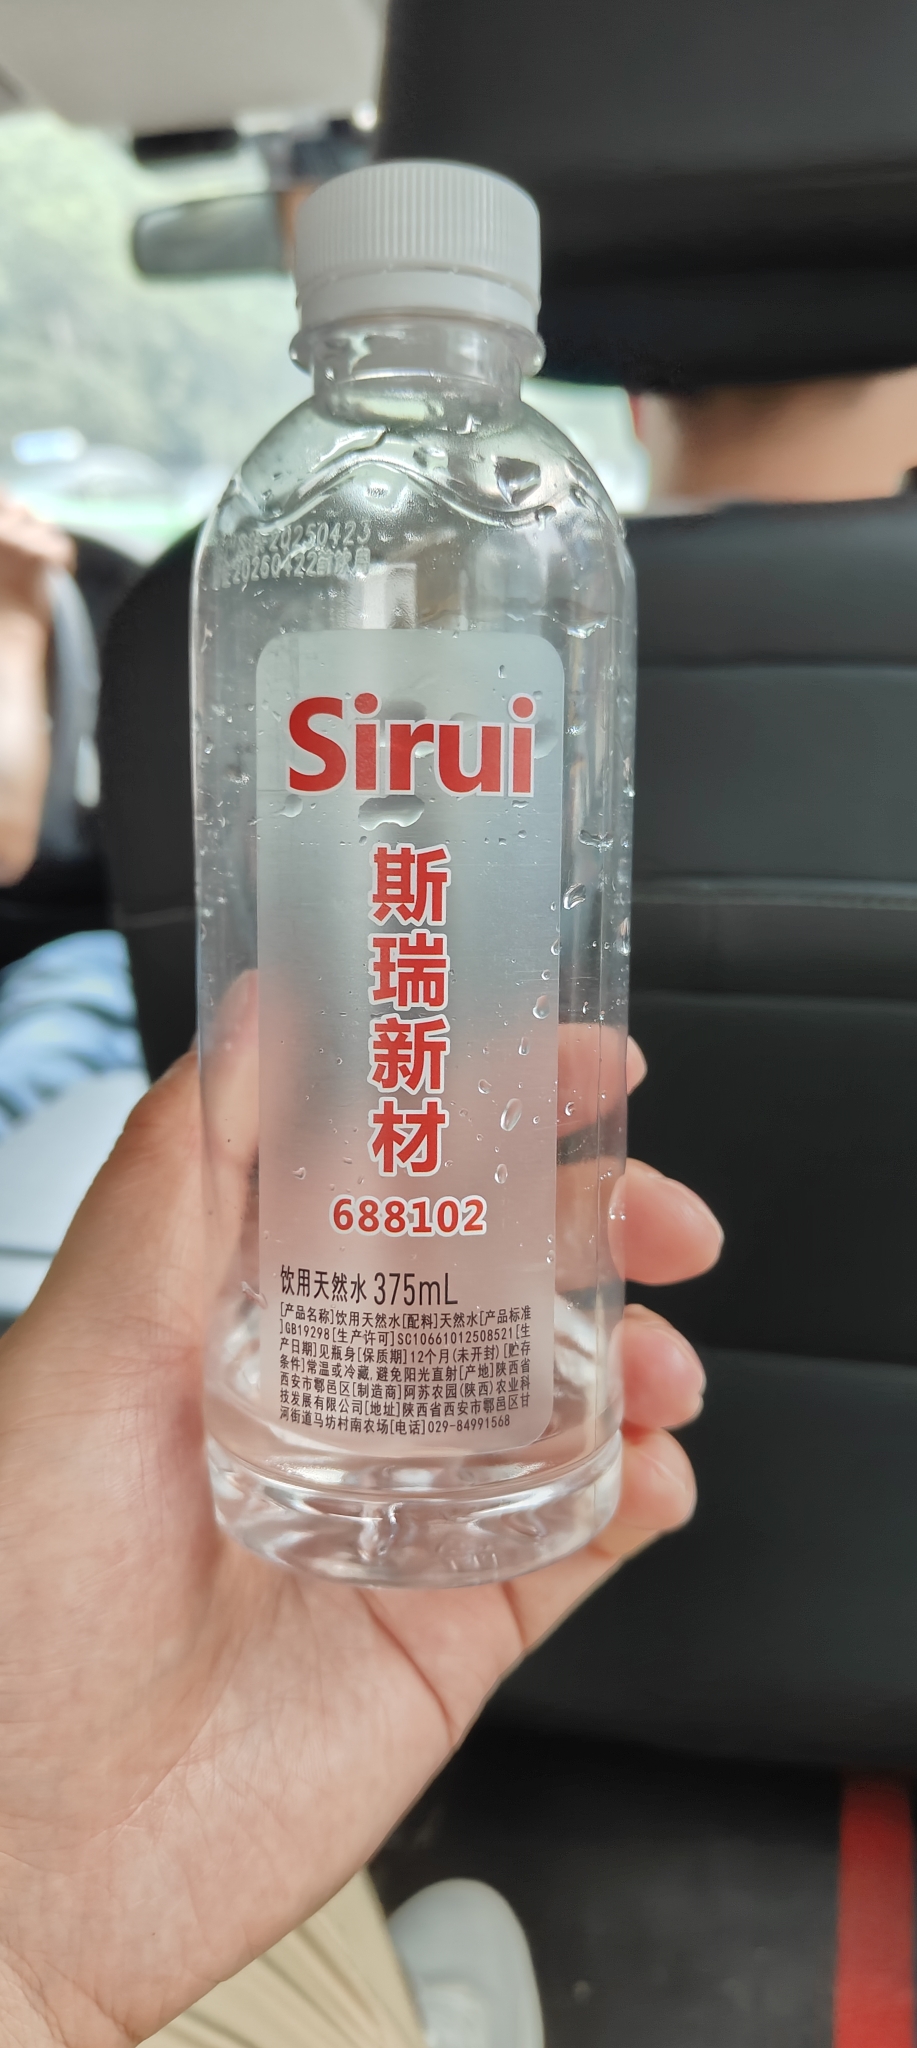 20250423
20260422前饮用
Sirui
斯
瑞
新
材
688102
饮用天然水 375mL
[产品名称]饮用天然水[配料]天然水[产品标准
]GB19298[生产许可]SC10661012508521[生
产日期]见瓶身[保质期]12个月(未开封)[贮存
条件]常温或冷藏,避免阳光直射[产地]陕西省
西安市鄠邑区[制造商]阿苏农园(陕西)农业科
技发展有限公司[地址]陕西省西安市鄠邑区甘
河街道马坊村南农场[电话]029-84991568